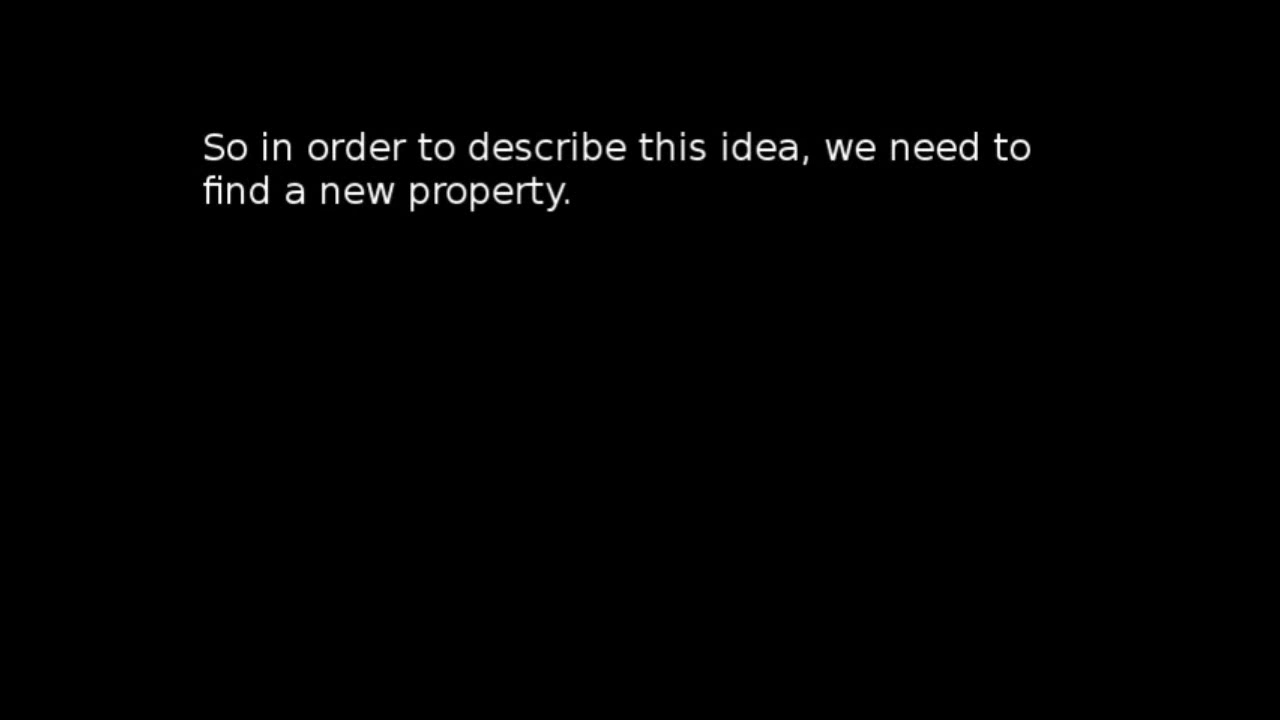 So in order to describe this idea, we need to
find a new property.